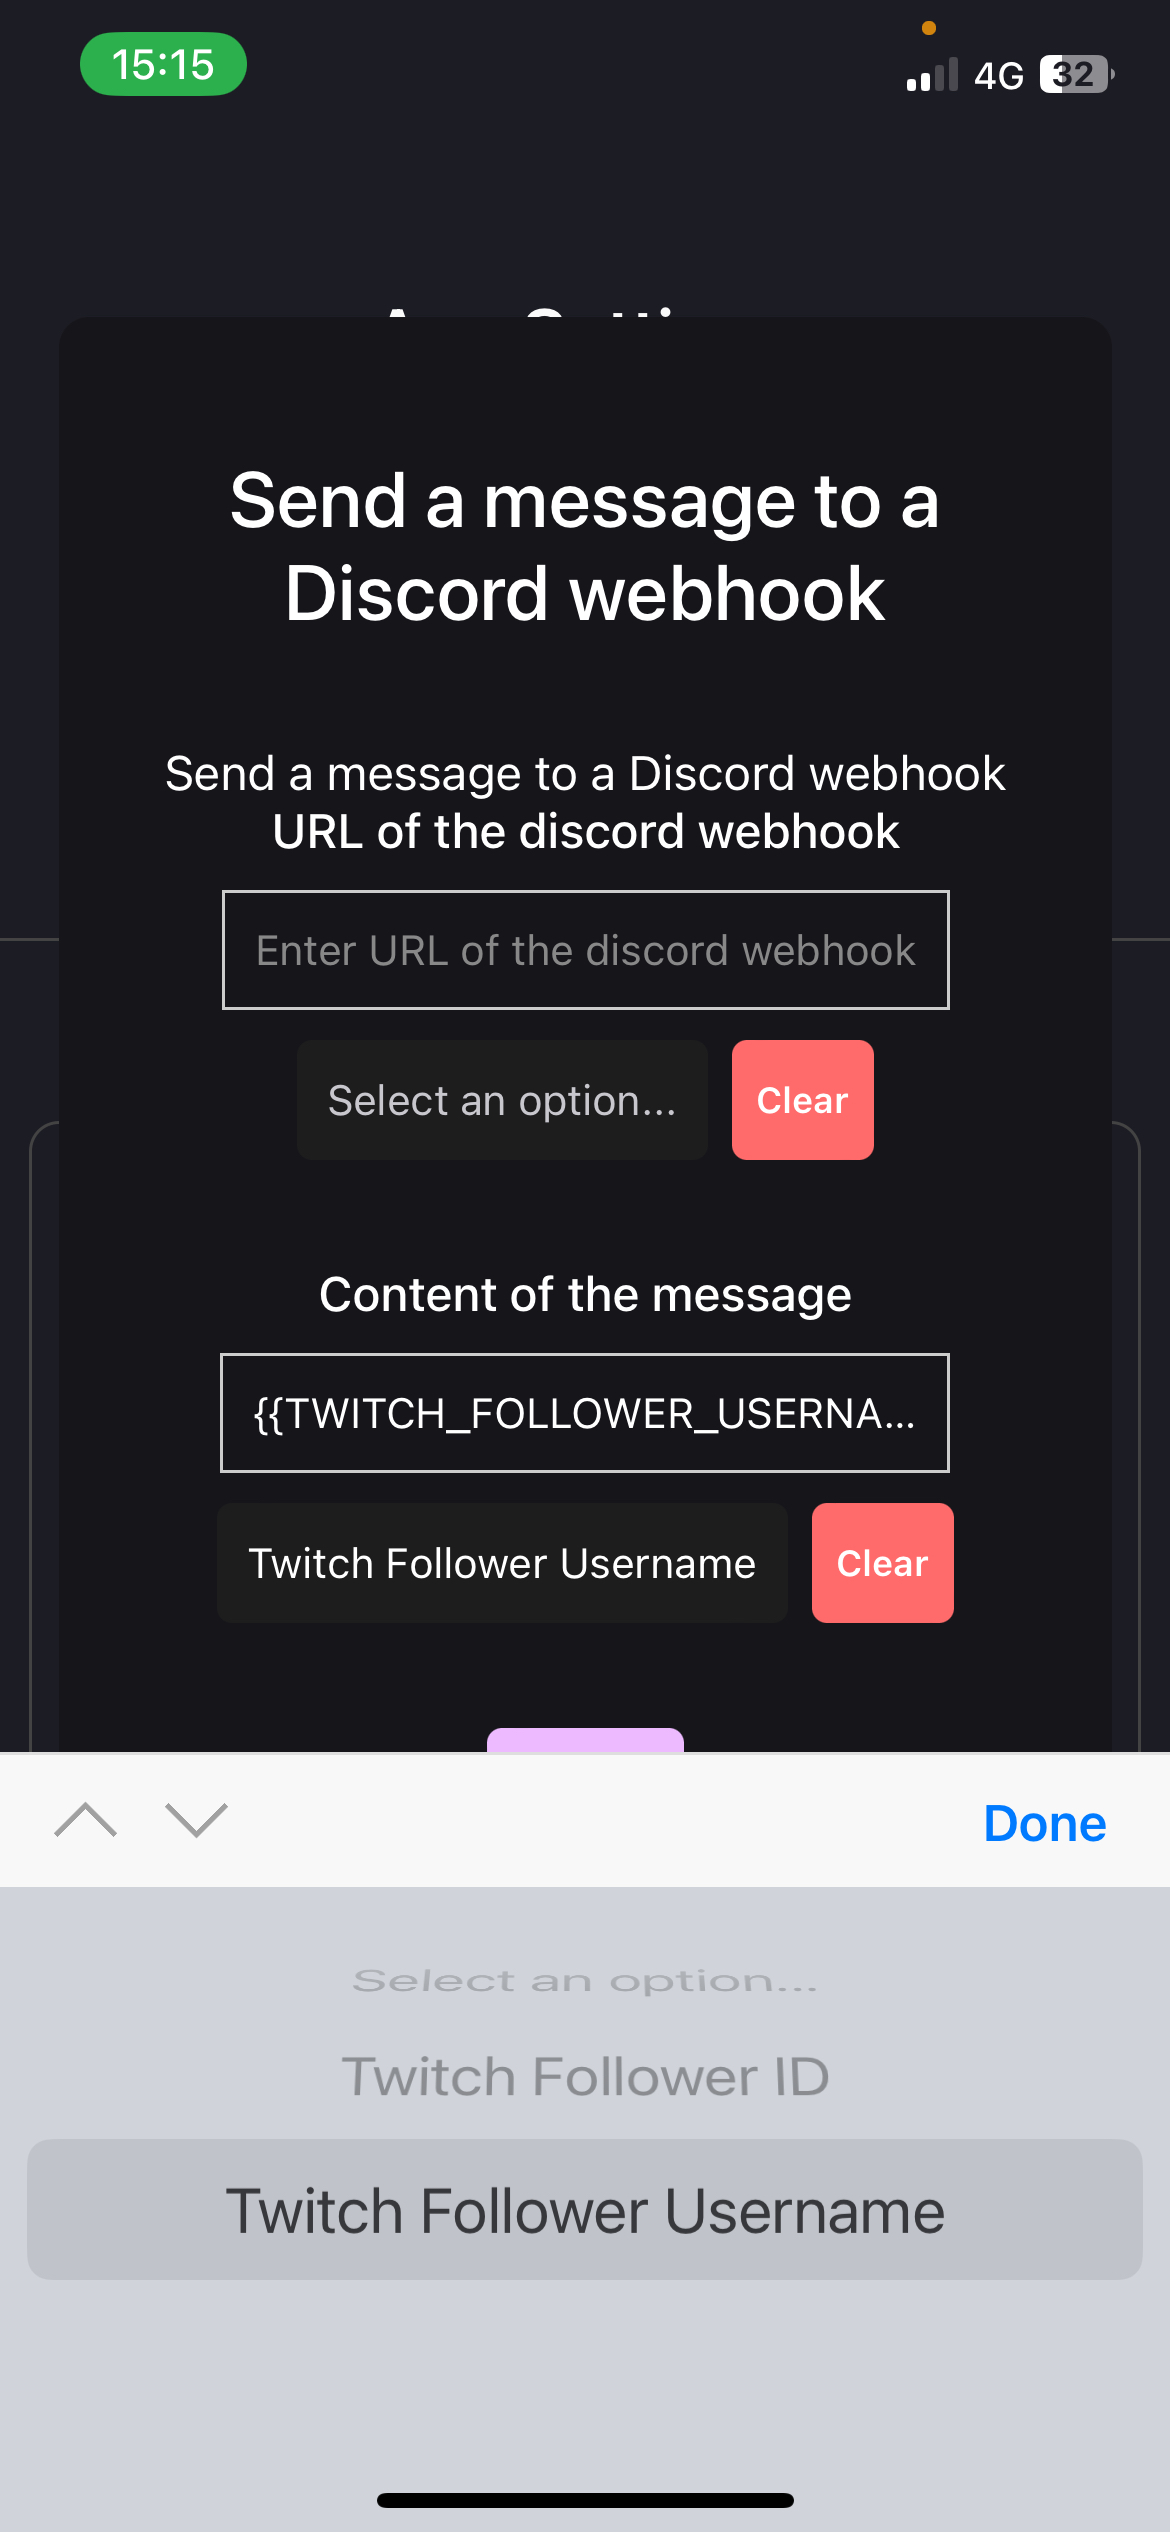 15:15
4G 32
Send a message to a
Discord webhook
Send a message to a Discord webhook
URL of the discord webhook
Enter URL of the discord webhook
Select an option...
Clear
Content of the message
{{TWITCH_FOLLOWER_USERNA...
Twitch Follower Username
Clear
Done
Select an option...
Twitch Follower ID
Twitch Follower Username